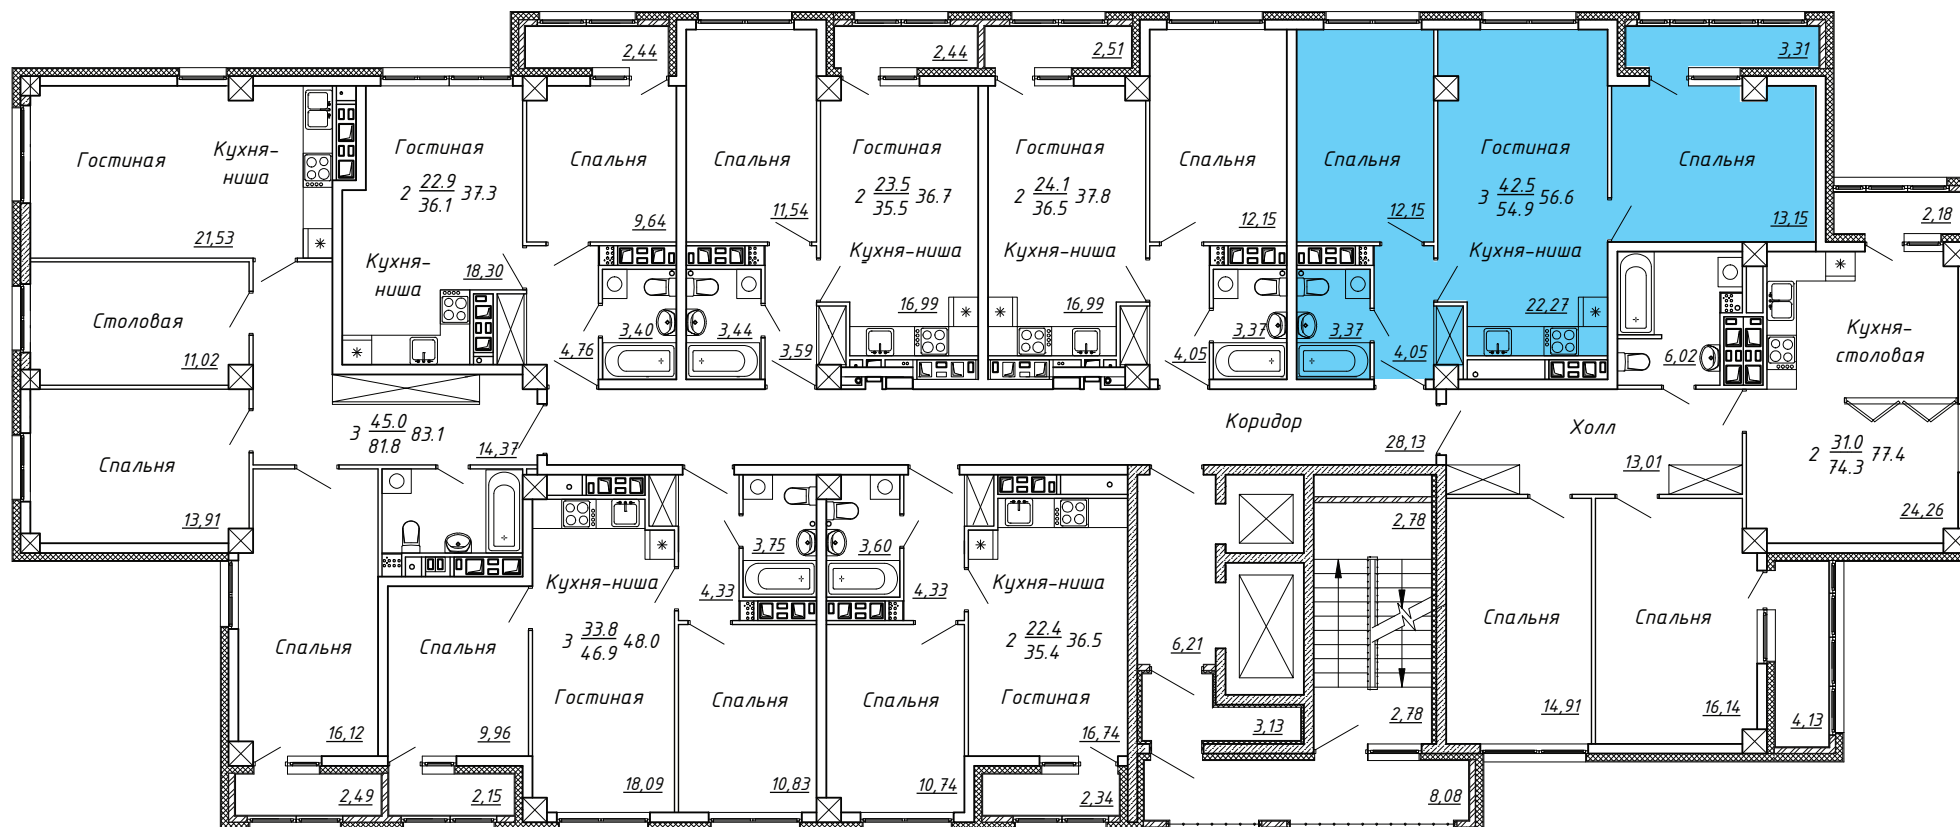 2,44
2,44
2,51
3,31
Гостиная
Кухня-
ниша
21,53
Столовая
11,02
Спальня
13,91
Гостиная
2 22.9 37.3
36.1
Кухня-
ниша
18,30
Спальня
9,64
4,76
3,40
Спальня
11,54
3,44
3,59
Гостиная
2 23.5 36.7
35.5
Кухня-ниша
16,99
Гостиная
2 24.1 37.8
36.5
Кухня-ниша
16,99
Спальня
12,15
3,37
4,05
Спальня
12,15
3,37
4,05
Гостиная
3 42.5 56.6
54.9
Кухня-ниша
22,27
Спальня
13,15
2,18
6,02
Кухня-
столовая
3 45.0 83.1
81.8
14,37
Коридор
28,13
Холл
13,01
2 31.0 77.4
74.3
24,26
Спальня
16,12
2,49
Спальня
9,96
2,15
Кухня-ниша
3 33.8 48.0
46.9
Гостиная
18,09
3,75
4,33
Спальня
10,83
3,60
4,33
Спальня
10,74
Кухня-ниша
2 22.4 36.5
35.4
Гостиная
16,74
2,34
6,21
3,13
2,78
2,78
8,08
Спальня
14,91
Спальня
16,14
4,13